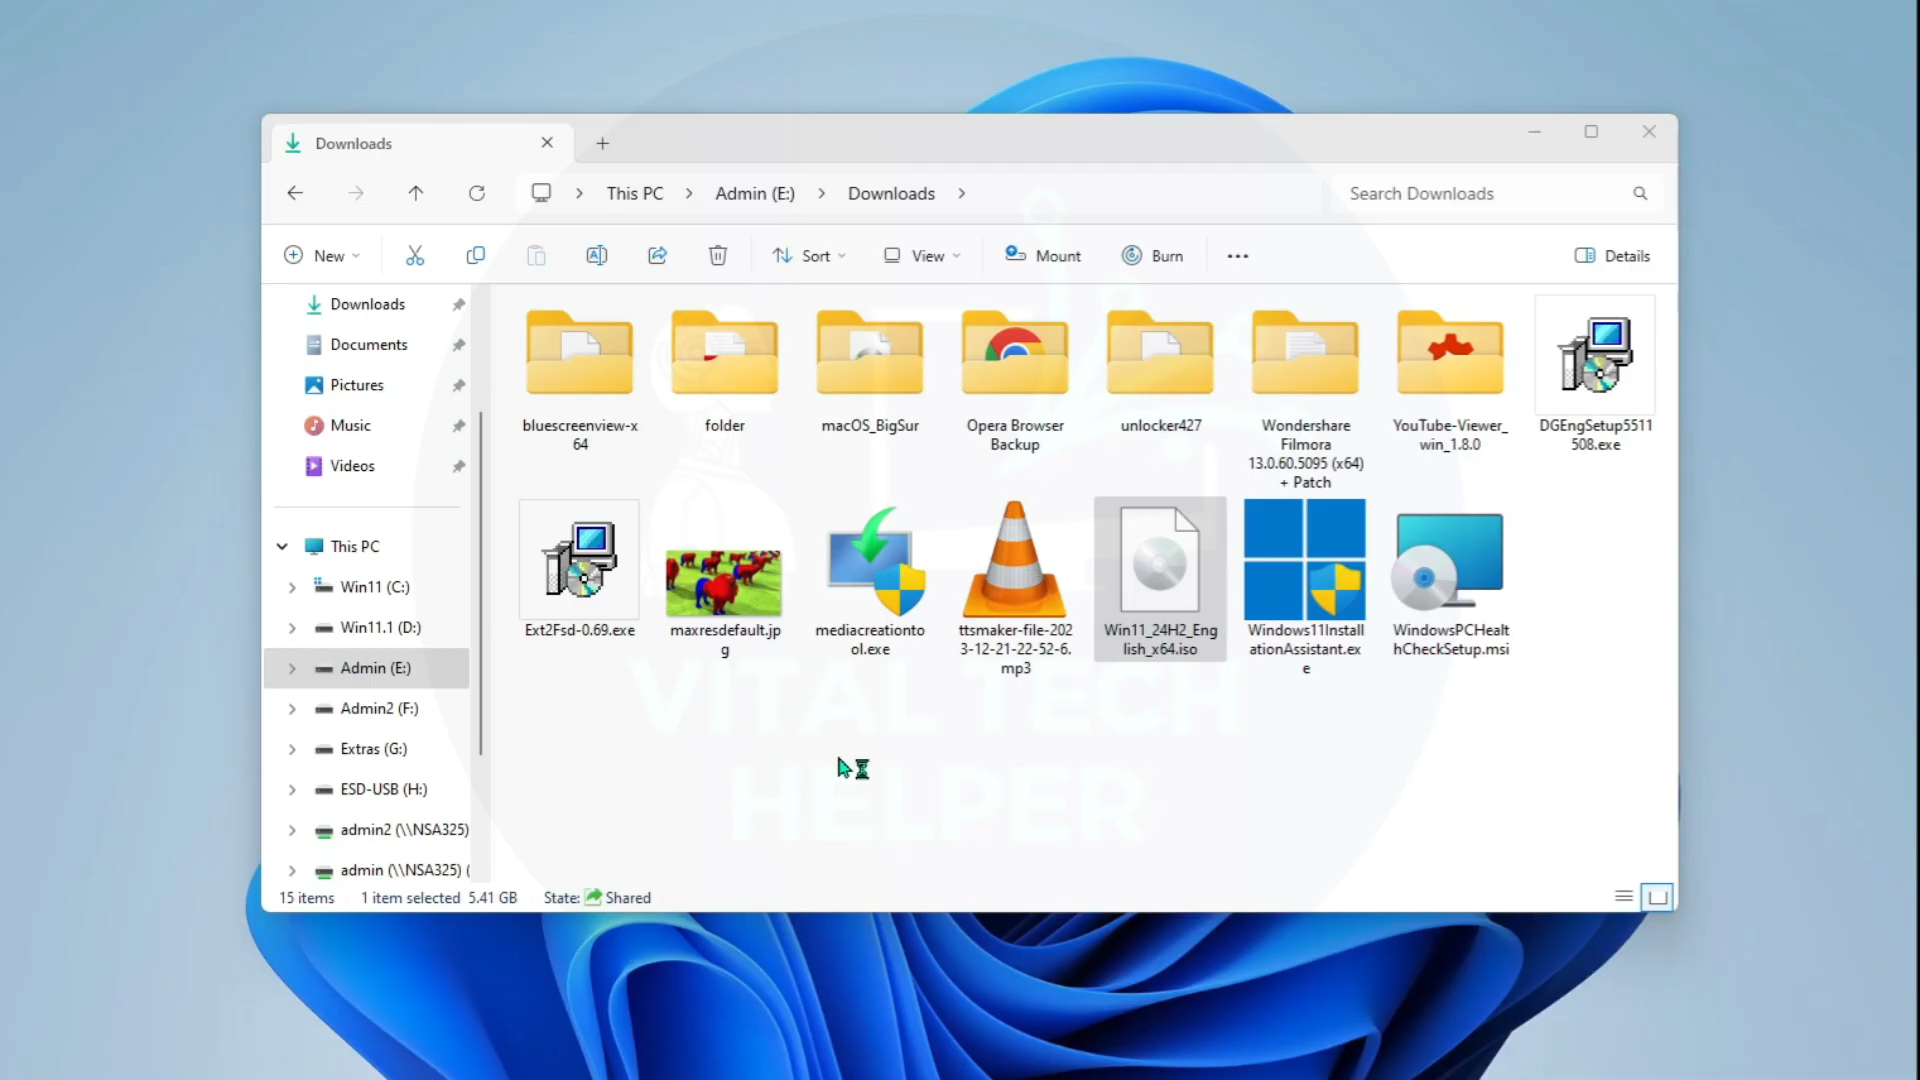 Downloads
This PC
Admin (E:)
Downloads
Search Downloads
New
Sort
View
Mount
Burn
Details
Downloads
Documents
Pictures
Music
Videos
This PC
Win11 (C:)
Win11.1 (D:)
Admin (E:)
Admin2 (F:)
Extras (G:)
ESD-USB (H:)
admin2 (\\NSA325)
admin (\\NSA325) (
bluescreenview-x
64
folder
macOS_BigSur
Opera Browser
Backup
unlocker427
Wondershare
Filmora
13.0.60.5095 (x64)
+ Patch
YouTube-Viewer_
win_1.8.0
DGEngSetup5511
508.exe
Ext2Fsd-0.69.exe
maxresdefault.jp
g
mediacreationto
ol.exe
ttsmaker-file-202
3-12-21-22-52-6.
mp3
Win11_24H2_Eng
lish_x64.iso
Windows11Install
ationAssistant.ex
e
WindowsPCHealt
hCheckSetup.msi
VITAL TECH
HELPER
15 items 1 item selected 5.41 GB State: Shared